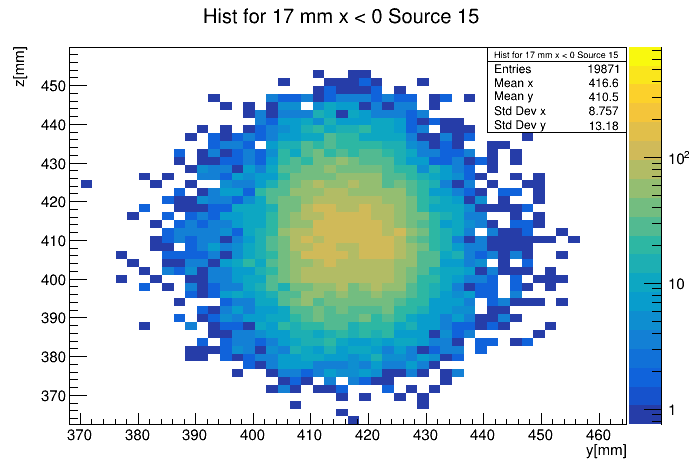 Hist for 17 mm x < 0 Source 15
z[mm]
Hist for 17 mm x < 0 Source 15
Entries 19871
Mean x 416.6
Mean y 410.5
Std Dev x 8.757
Std Dev y 13.18
450
440
430
420
410
400
390
380
370
370 380 390 400 410 420 430 440 450 460
y[mm]
10²
10
1